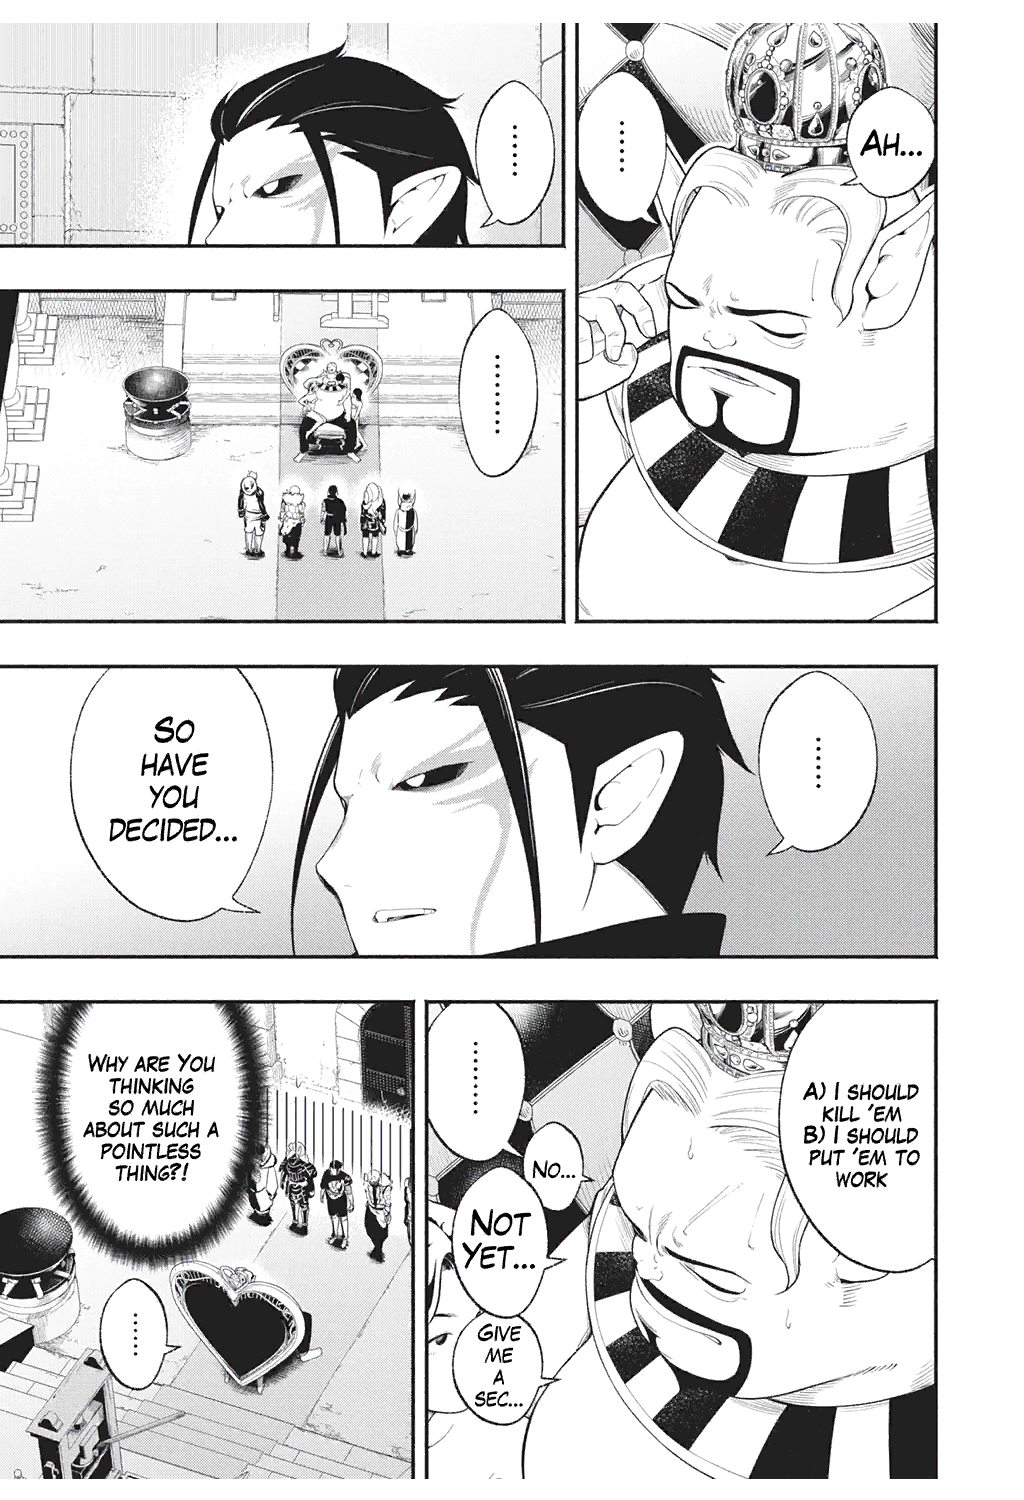 AH...
......
......
........
......
SO
HAVE
YOU
DECIDED...
A) I SHOULD
KILL 'EM
B) I SHOULD
PUT 'EM TO
WORK
........
NO...
NOT
YET...
GIVE
ME
A
SEC...
WHY ARE YOU
THINKING
SO MUCH
ABOUT SUCH A
POINTLESS
THING?!
......